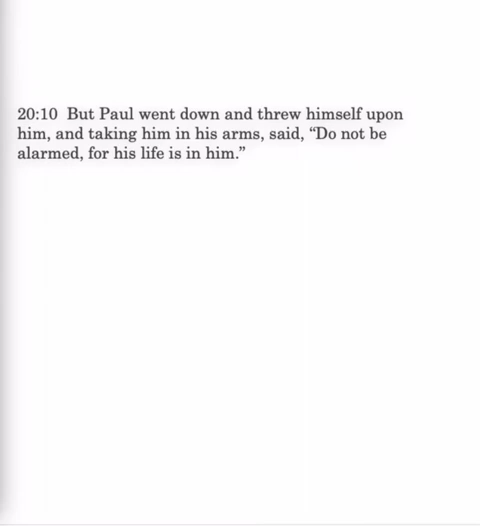 20:10  But Paul went down and threw himself upon
him, and taking him in his arms, said, “Do not be
alarmed, for his life is in him.”